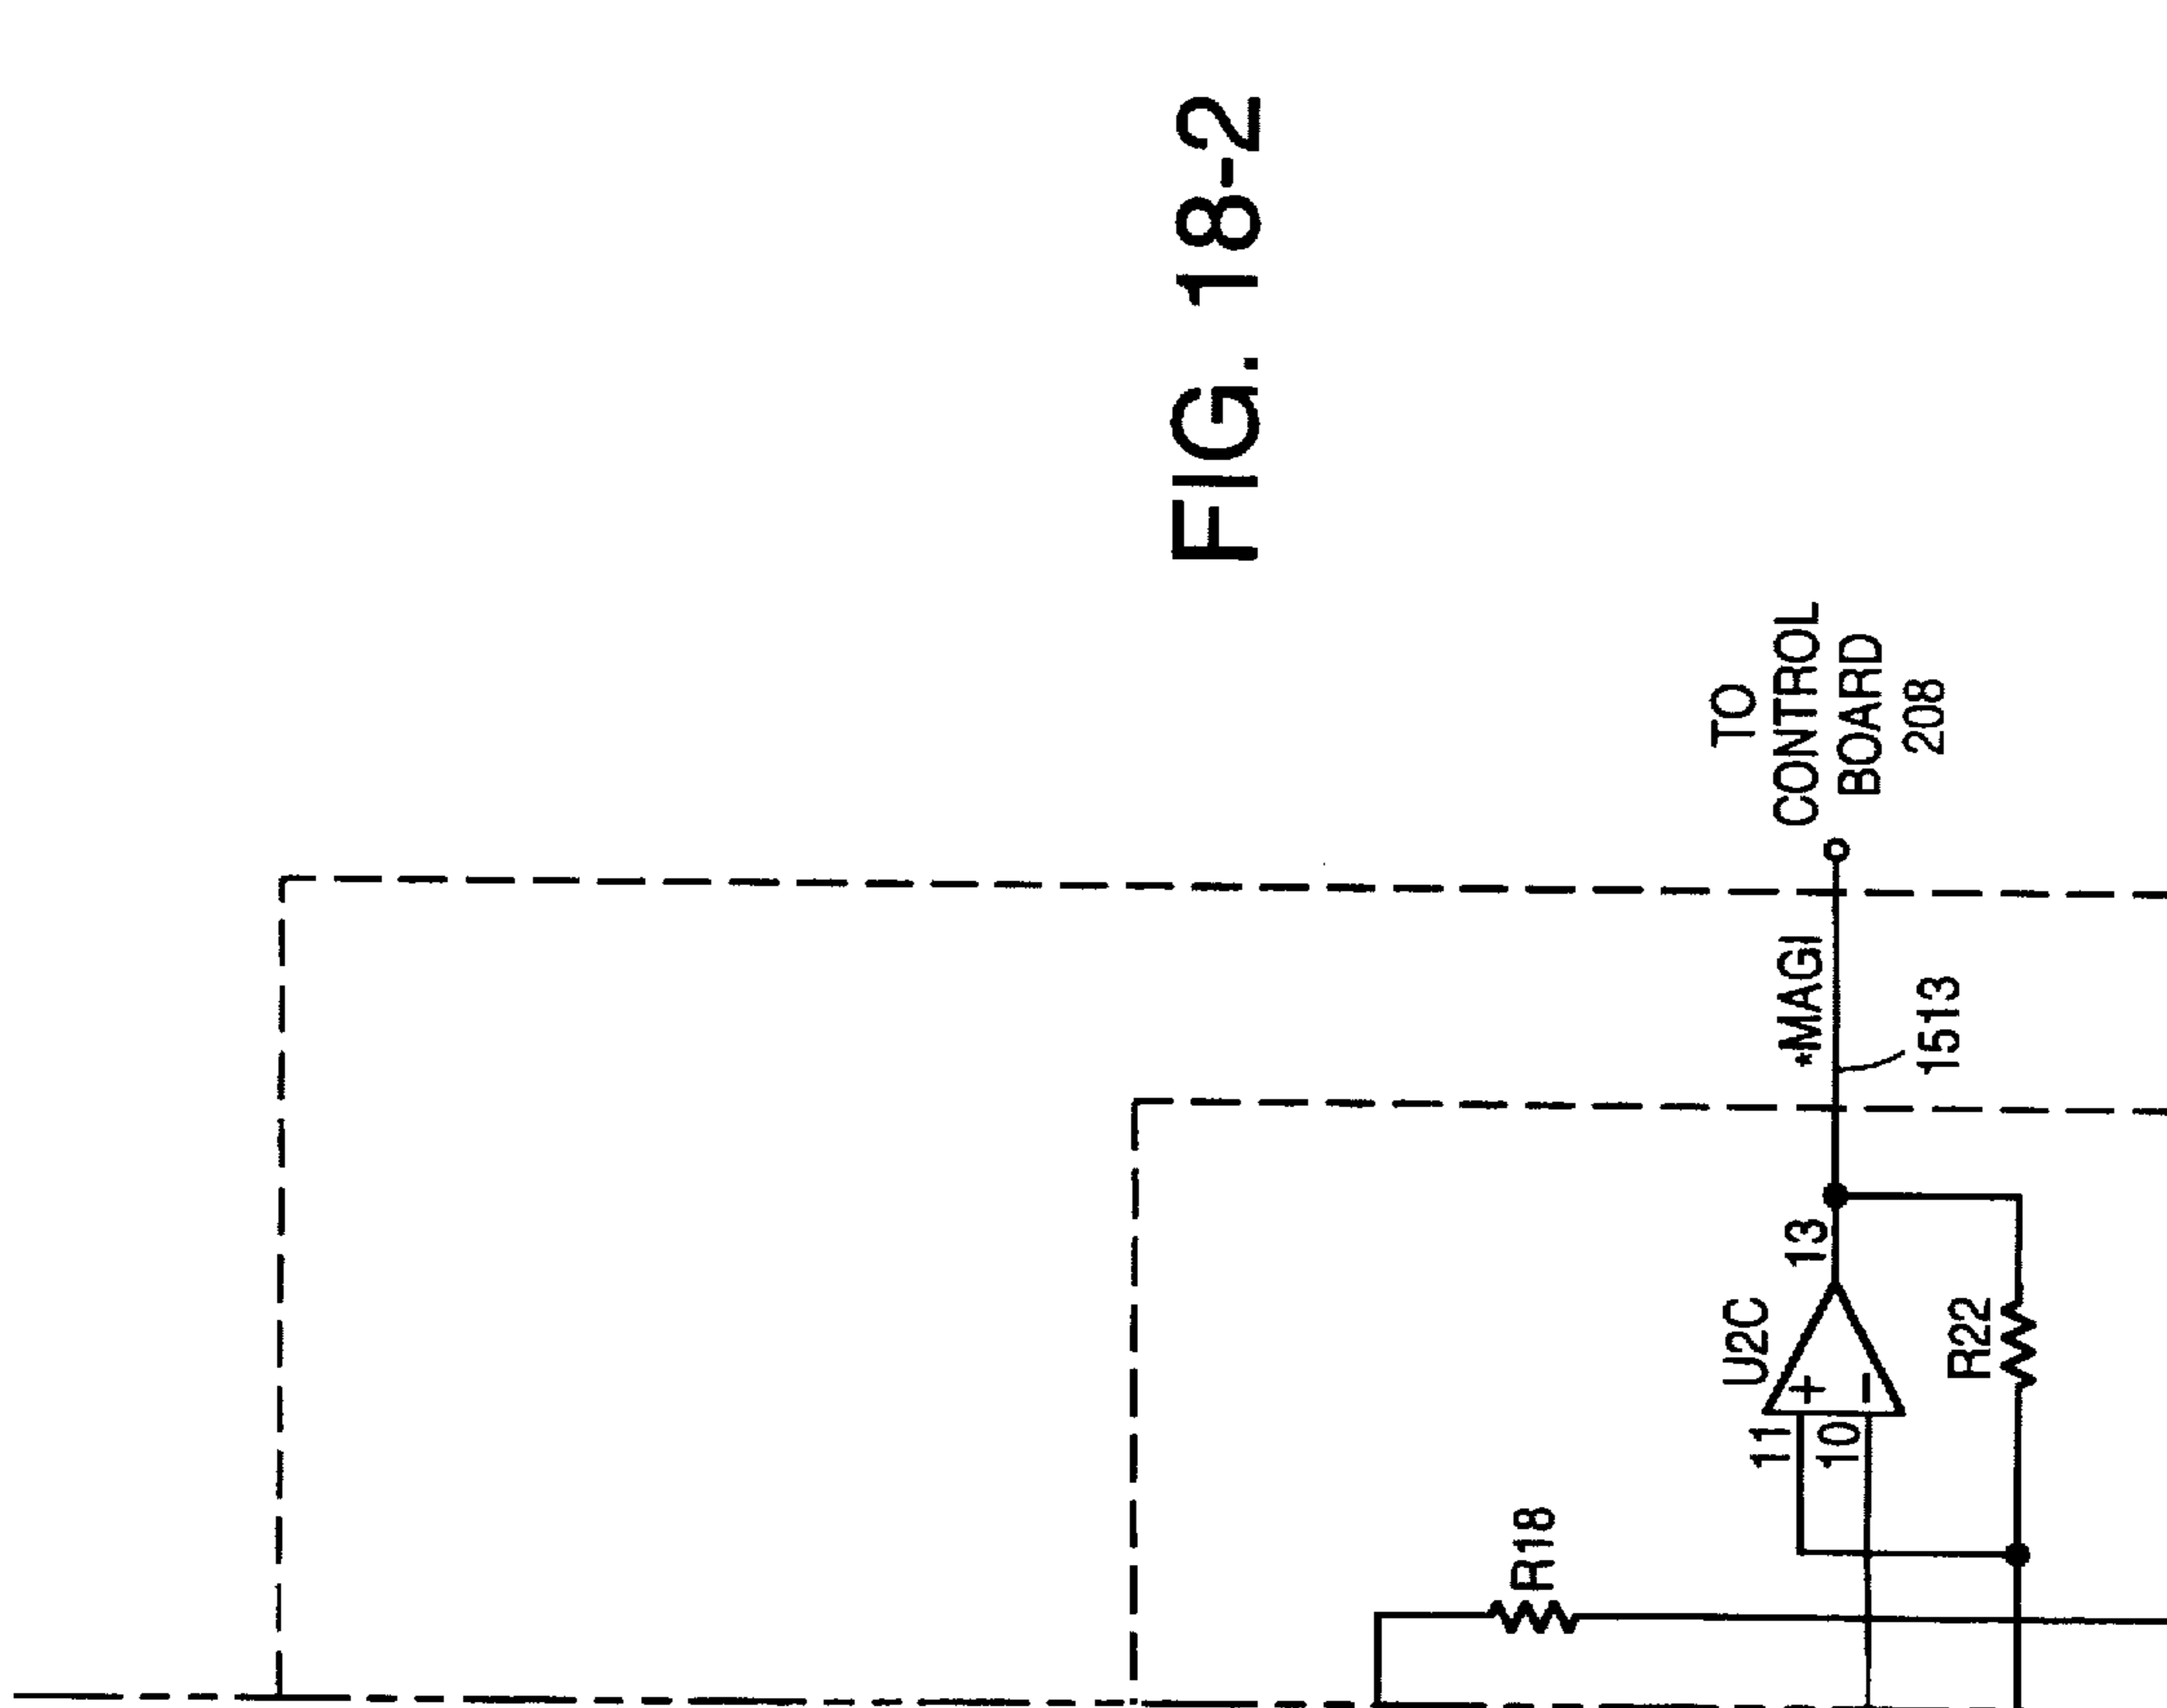 FIG. 18-2
TO
CONTROL
BOARD
208
*MAGI
1513
13
U2C
R22
+
−
11
10
R18